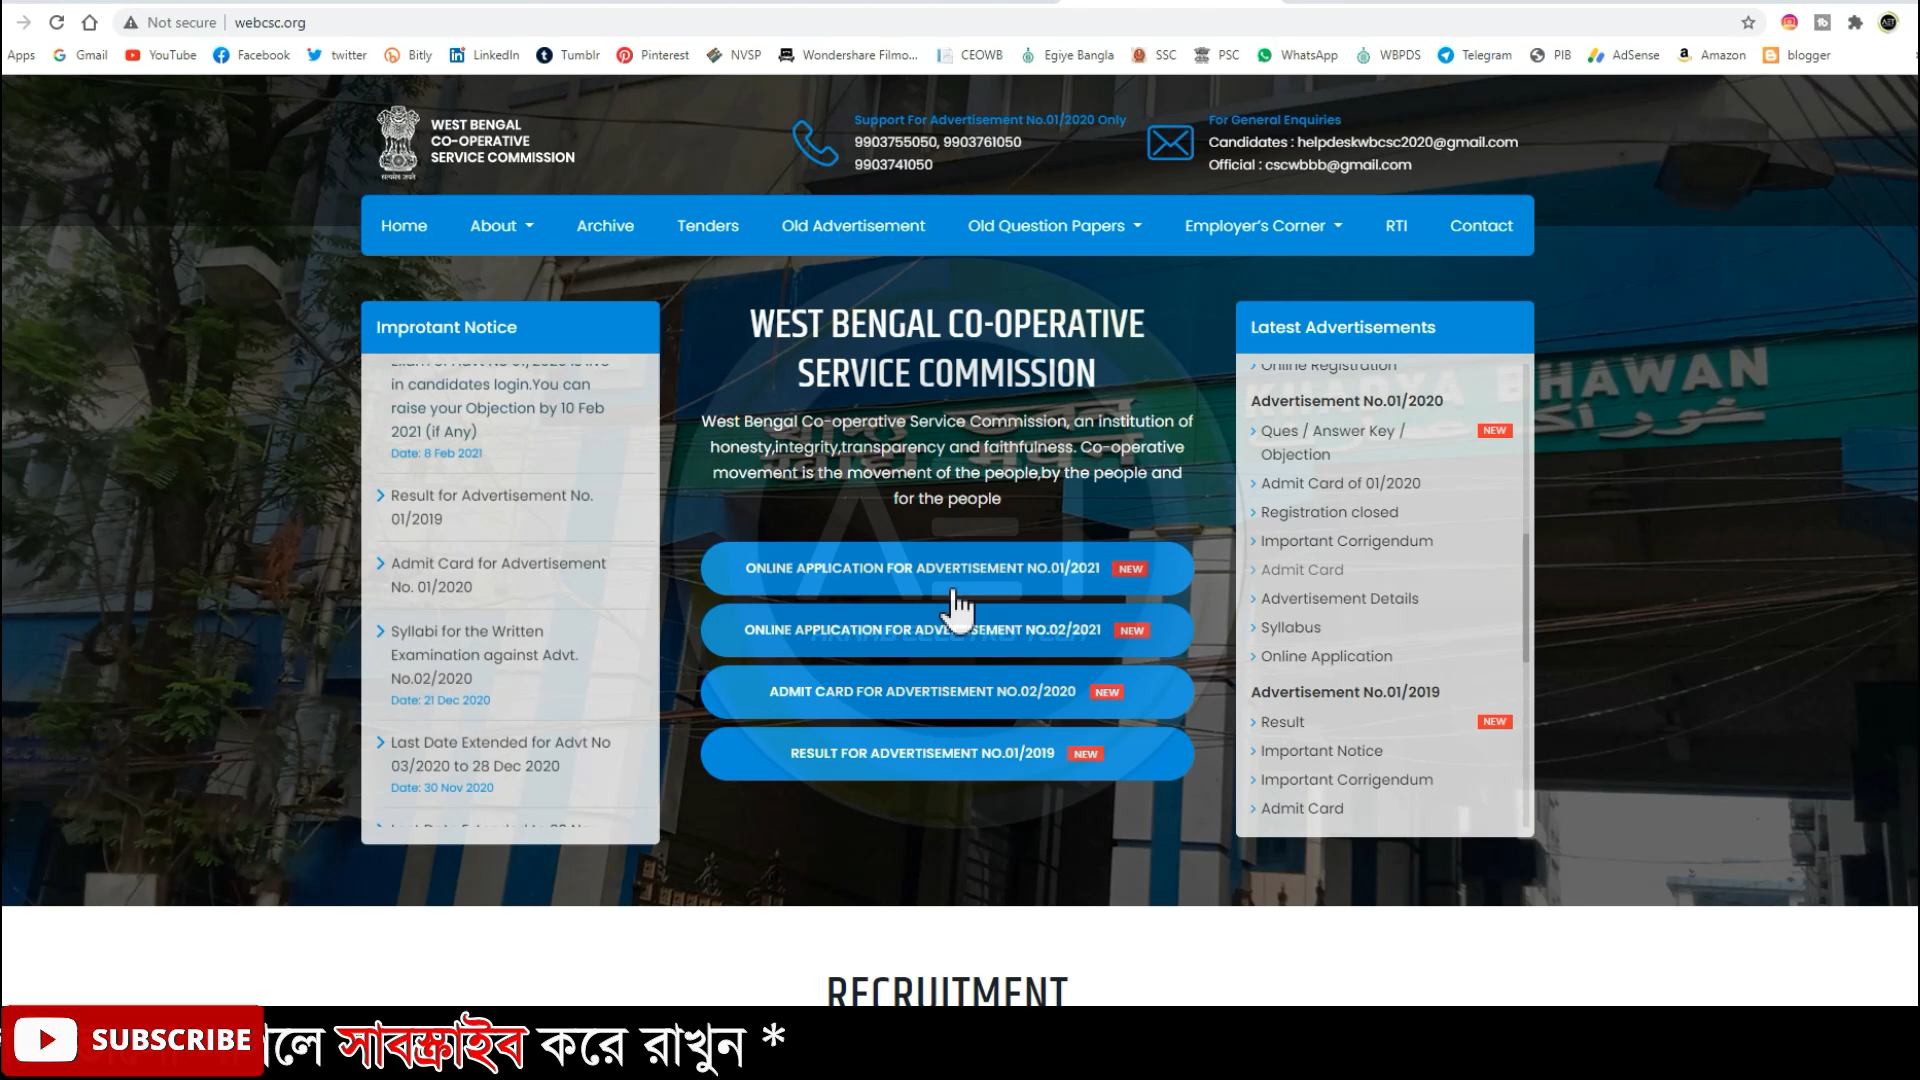 Not secure | webcsc.org
Apps Gmail YouTube Facebook twitter Bitly LinkedIn Tumblr Pinterest NVSP Wondershare Filmo... CEOWB Egiye Bangla SSC PSC WhatsApp WBPDS Telegram PIB AdSense Amazon blogger
WEST BENGAL
CO-OPERATIVE
SERVICE COMMISSION
Support For Advertisement No.01/2020 Only
9903755050, 9903761050
9903741050
For General Enquiries
Candidates : helpdeskwbcsc2020@gmail.com
Official : cscwbbb@gmail.com
Home About Archive Tenders Old Advertisement Old Question Papers Employer's Corner RTI Contact
Improtant Notice
in candidates login.You can
raise your Objection by 10 Feb
2021 (if Any)
Date: 8 Feb 2021
Result for Advertisement No.
01/2019
Admit Card for Advertisement
No. 01/2020
Syllabi for the Written
Examination against Advt.
No.02/2020
Date: 21 Dec 2020
Last Date Extended for Advt No
03/2020 to 28 Dec 2020
Date: 30 Nov 2020
WEST BENGAL CO-OPERATIVE
SERVICE COMMISSION
West Bengal Co-operative Service Commission, an institution of
honesty,integrity,transparency and faithfulness. Co-operative
movement is the movement of the people,by the people and
for the people
ONLINE APPLICATION FOR ADVERTISEMENT NO.01/2021 NEW
ONLINE APPLICATION FOR ADVERTISEMENT NO.02/2021 NEW
ADMIT CARD FOR ADVERTISEMENT NO.02/2020 NEW
RESULT FOR ADVERTISEMENT NO.01/2019 NEW
Latest Advertisements
Online Registration
Advertisement No.01/2020
Ques / Answer Key / NEW
Objection
Admit Card of 01/2020
Registration closed
Important Corrigendum
Admit Card
Advertisement Details
Syllabus
Online Application
Advertisement No.01/2019
Result NEW
Important Notice
Important Corrigendum
Admit Card
KHADYA BHAWAN
RECRUITMENT
SUBSCRIBE
সাবস্ক্রাইব করে রাখুন *